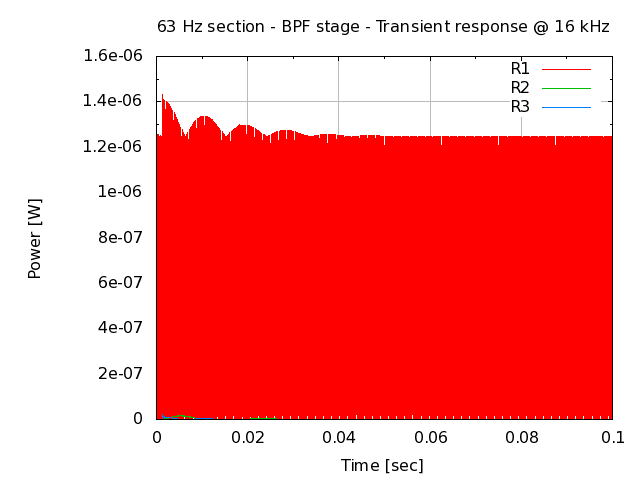 63 Hz section - BPF stage - Transient response @ 16 kHz
1.6e-06
1.4e-06
1.2e-06
1e-06
8e-07
6e-07
4e-07
2e-07
0
Power [W]
R1
R2
R3
0 0.02 0.04 0.06 0.08 0.1
Time [sec]